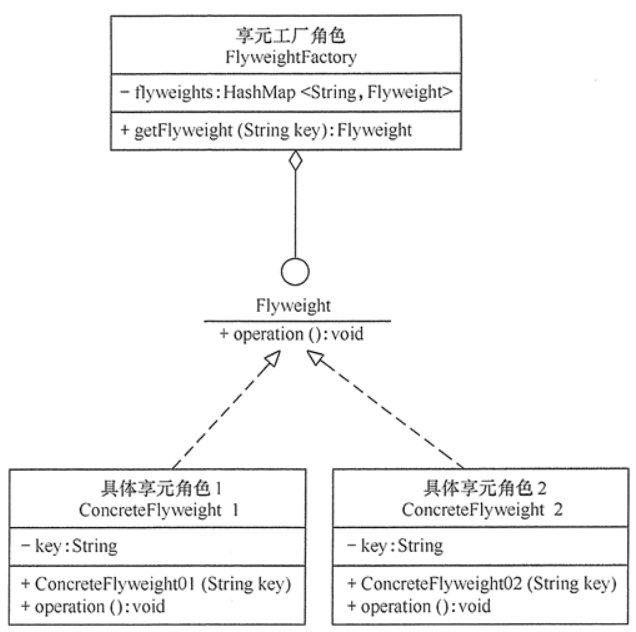 享元工厂角色
FlyweightFactory
− flyweights:HashMap <String,Flyweight>
+ getFlyweight (String key):Flyweight
Flyweight
+ operation ():void
具体享元角色1
ConcreteFlyweight 1
− key:String
+ ConcreteFlyweight01 (String key)
+ operation ():void
具体享元角色2
ConcreteFlyweight 2
− key:String
+ ConcreteFlyweight02 (String key)
+ operation ():void